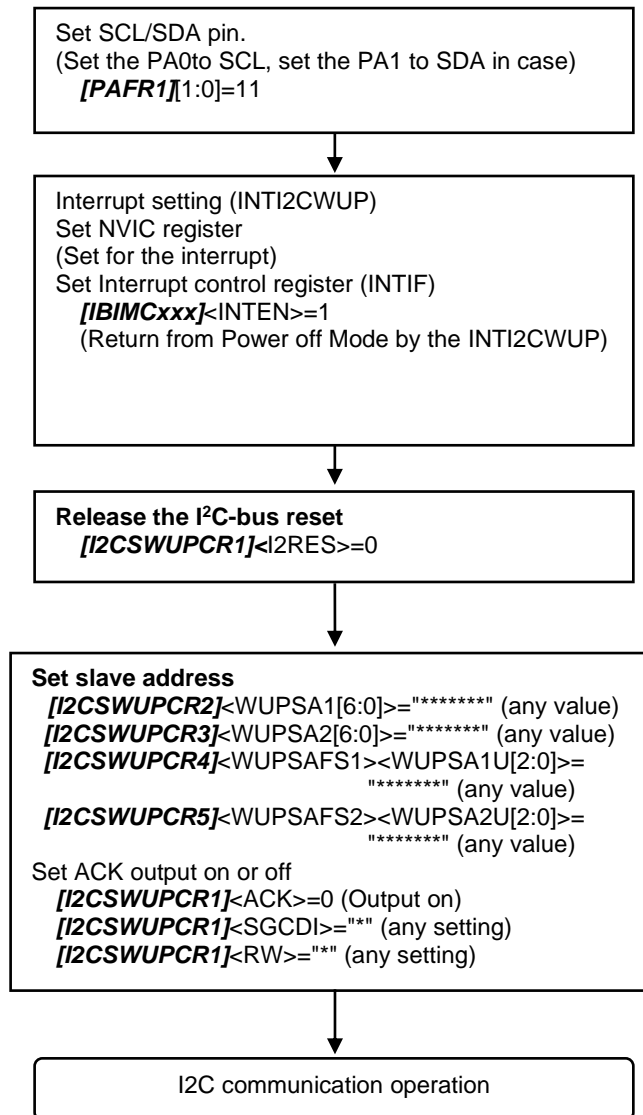 Set SCL/SDA pin.
(Set the PA0to SCL, set the PA1 to SDA in case)
[PAFR1][1:0]=11
Interrupt setting (INTI2CWUP)
Set NVIC register
(Set for the interrupt)
Set Interrupt control register (INTIF)
[IBIMCxxx]<INTEN>=1
(Return from Power off Mode by the INTI2CWUP)
Release the I²C-bus reset
[I2CSWUPCR1]<I2RES>=0
Set slave address
[I2CSWUPCR2]<WUPSA1[6:0]>="*******" (any value)
[I2CSWUPCR3]<WUPSA2[6:0]>="*******" (any value)
[I2CSWUPCR4]<WUPSAFS1><WUPSA1U[2:0]>=
"*******" (any value)
[I2CSWUPCR5]<WUPSAFS2><WUPSA2U[2:0]>=
"*******" (any value)
Set ACK output on or off
[I2CSWUPCR1]<ACK>=0 (Output on)
[I2CSWUPCR1]<SGCDI>="*" (any setting)
[I2CSWUPCR1]<RW>="*" (any setting)
I2C communication operation